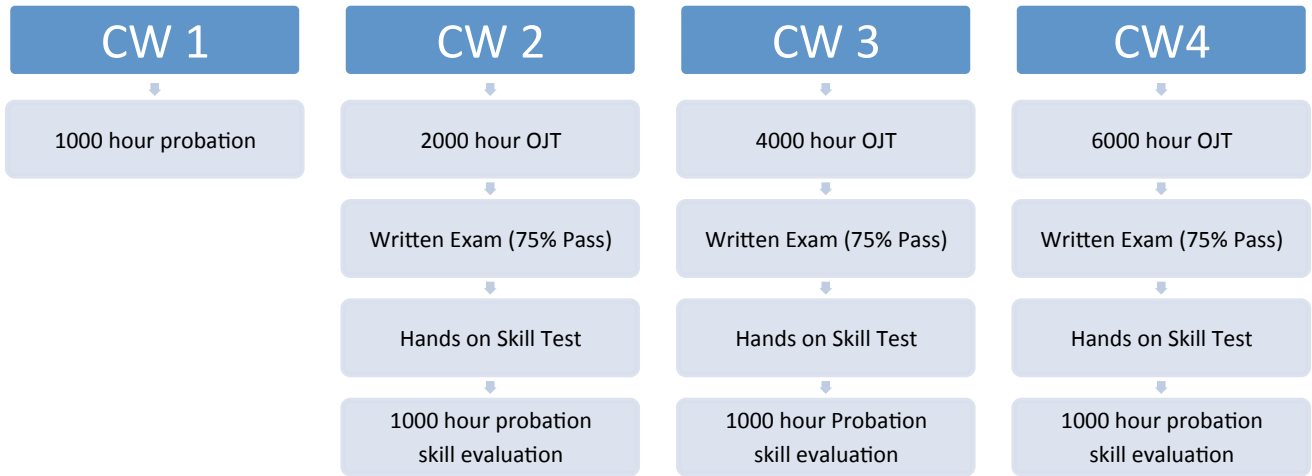 CW 1
1000 hour probation
CW 2
2000 hour OJT
Written Exam (75% Pass)
Hands on Skill Test
1000 hour probation
skill evaluation
CW 3
4000 hour OJT
Written Exam (75% Pass)
Hands on Skill Test
1000 hour Probation
skill evaluation
CW4
6000 hour OJT
Written Exam (75% Pass)
Hands on Skill Test
1000 hour probation
skill evaluation